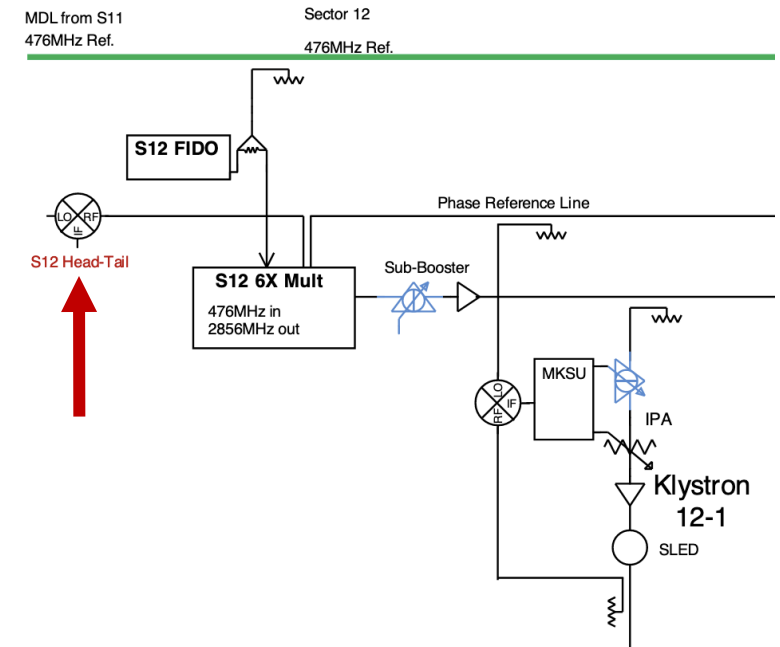 MDL from S11
476MHz Ref.
Sector 12
476MHz Ref.
S12 FIDO
LO RF
IF
S12 Head-Tail
Phase Reference Line
S12 6X Mult
476MHz in
2856MHz out
Sub-Booster
LO
IF
RF
MKSU
IPA
Klystron
12-1
SLED